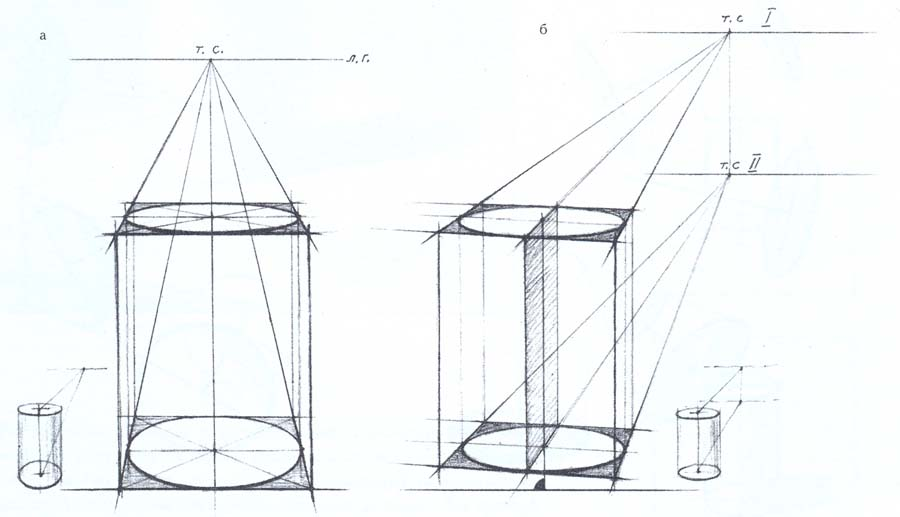 а
т. с.
л. г.
б
т. с I
т. с II